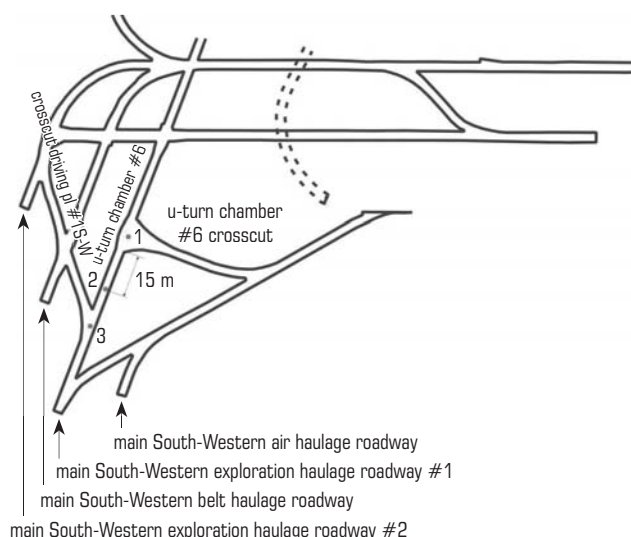 crosscut driving pl #1S-W
u-turn chamber #6
u-turn chamber
#6 crosscut
1
2
15 m
3
main South-Western air haulage roadway
main South-Western exploration haulage roadway #1
main South-Western belt haulage roadway
main South-Western exploration haulage roadway #2